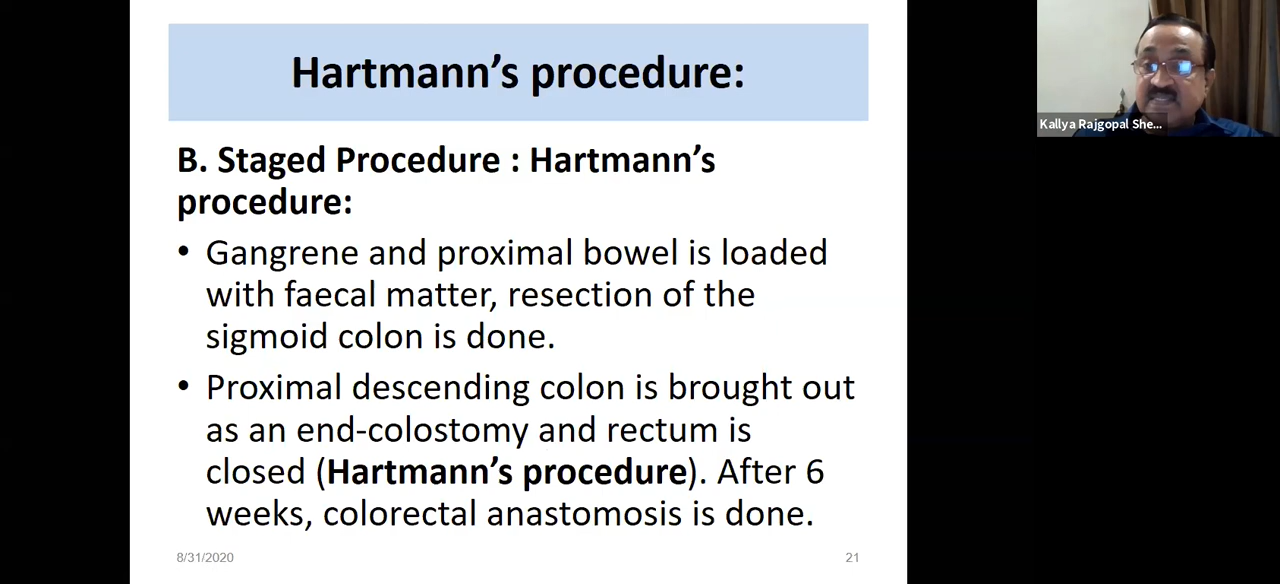 Hartmann’s procedure:
Kallya Rajgopal She...
B. Staged Procedure : Hartmann’s
procedure:
• Gangrene and proximal bowel is loaded
with faecal matter, resection of the
sigmoid colon is done.
• Proximal descending colon is brought out
as an end-colostomy and rectum is
closed (Hartmann’s procedure). After 6
weeks, colorectal anastomosis is done.
8/31/2020
21